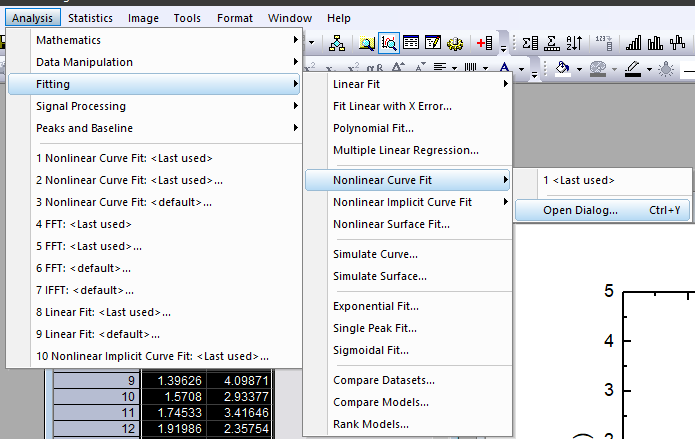 Analysis Statistics Image Tools Format Window Help
Mathematics
Data Manipulation
Fitting
Signal Processing
Peaks and Baseline
1 Nonlinear Curve Fit: <Last used>
2 Nonlinear Curve Fit: <Last used>...
3 Nonlinear Curve Fit: <default>...
4 FFT: <Last used>
5 FFT: <Last used>...
6 FFT: <default>...
7 IFFT: <default>...
8 Linear Fit: <Last used>...
9 Linear Fit: <default>...
10 Nonlinear Implicit Curve Fit: <Last used>...
Linear Fit
Fit Linear with X Error...
Polynomial Fit...
Multiple Linear Regression...
Nonlinear Curve Fit
Nonlinear Implicit Curve Fit
Nonlinear Surface Fit...
Simulate Curve...
Simulate Surface...
Exponential Fit...
Single Peak Fit...
Sigmoidal Fit...
Compare Datasets...
Compare Models...
Rank Models...
1 <Last used>
Open Dialog... Ctrl+Y
9 1.39626 4.09871
10 1.5708 2.93377
11 1.74533 3.41646
12 1.91986 2.35754
5
4
3